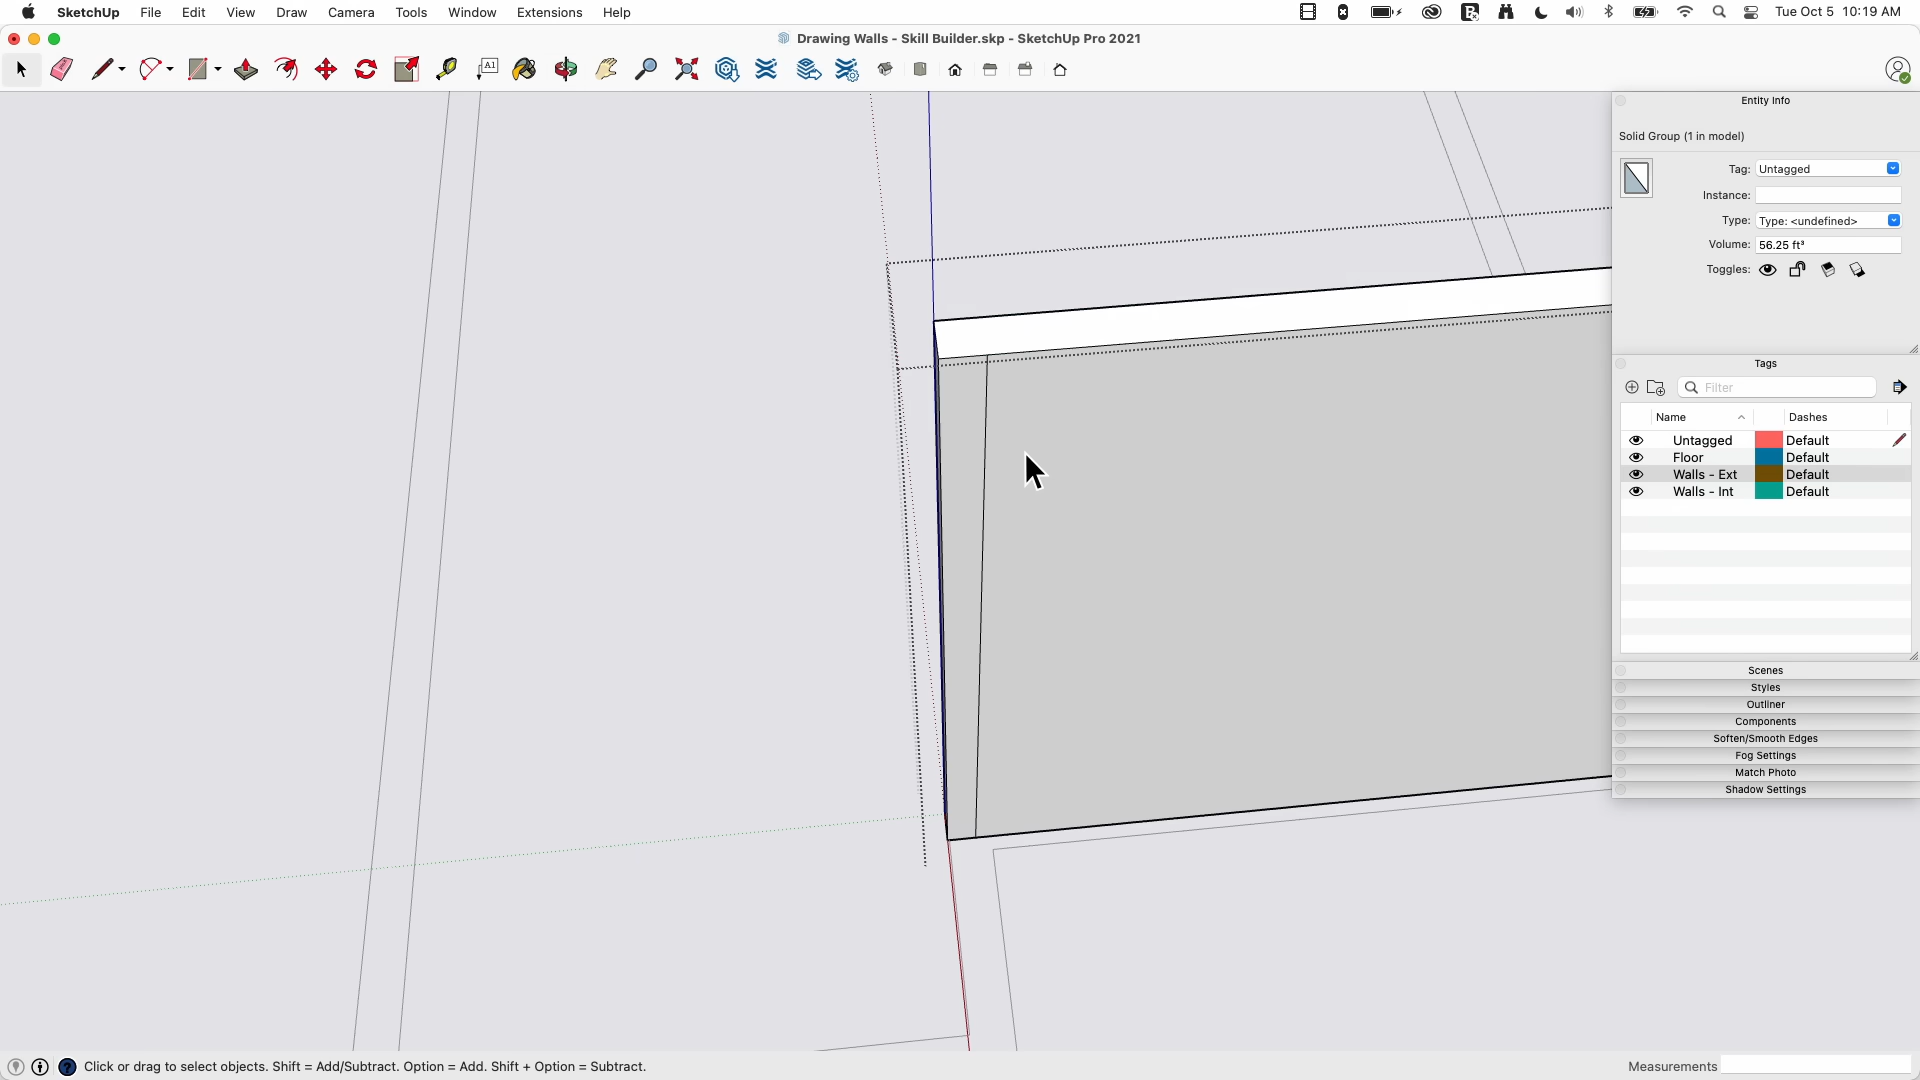 SketchUp File Edit View Draw Camera Tools Window Extensions Help Tue Oct 5 10:19 AM
Drawing Walls - Skill Builder.skp - SketchUp Pro 2021
A1
Entity Info
Solid Group (1 in model)
Tag: Untagged
Instance:
Type: Type: <undefined>
Volume: 56.25 ft³
Toggles:
Tags
Filter
Name Dashes
Untagged Default
Floor Default
Walls - Ext Default
Walls - Int Default
Scenes
Styles
Outliner
Components
Soften/Smooth Edges
Fog Settings
Match Photo
Shadow Settings
Click or drag to select objects. Shift = Add/Subtract. Option = Add. Shift + Option = Subtract.
Measurements